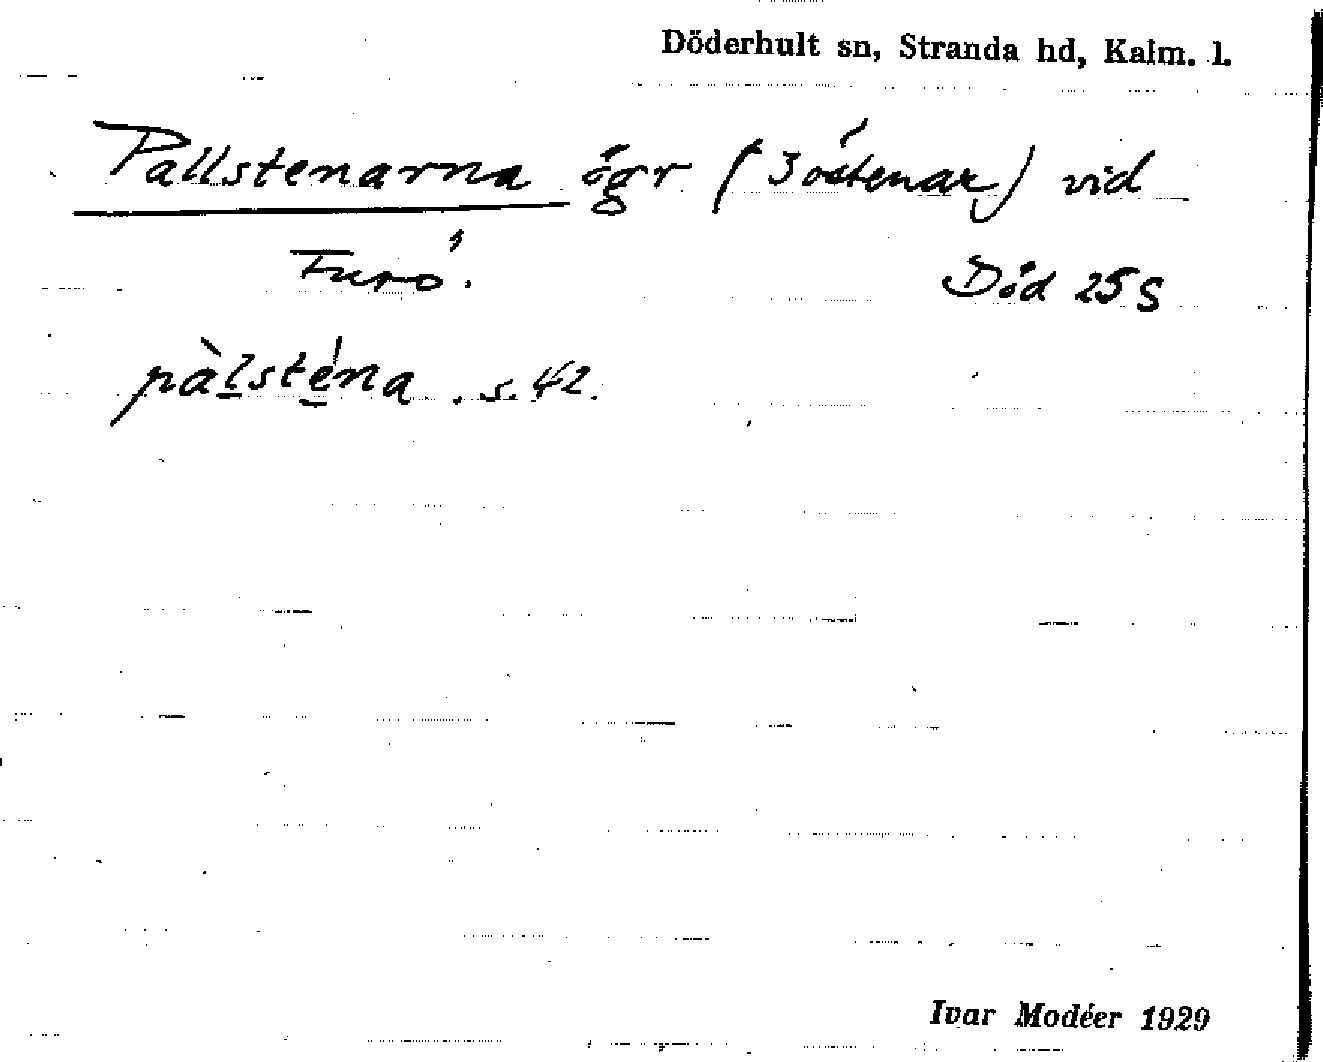 Döderhult sn, Stranda hd, Kalm. l.
Pallstenarna ögr (3 östenar) vid
Furö.
Död 25 S
pàlsténa . s. 42.
Ivar Modéer 1929